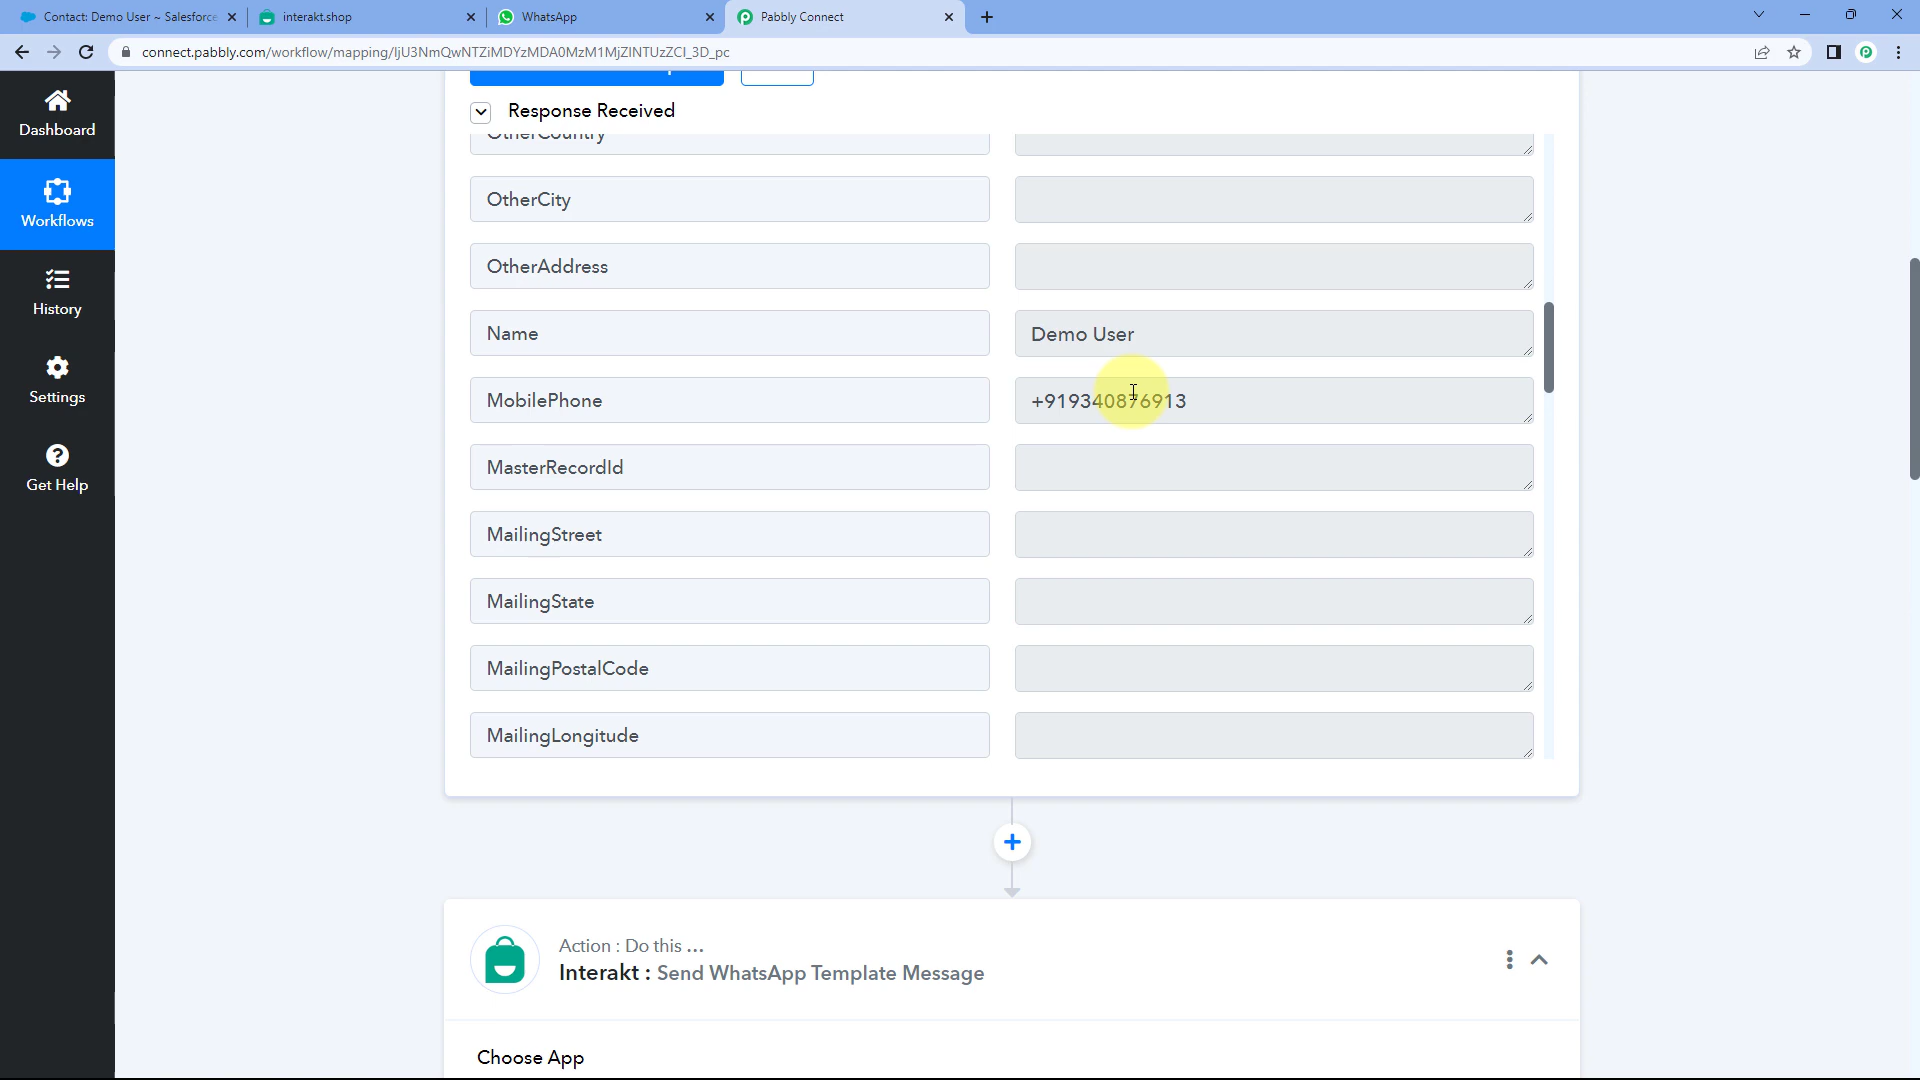 Contact: Demo User ~ Salesforce
interakt.shop
WhatsApp
Pabbly Connect
connect.pabbly.com/workflow/mapping/IjU3NmQwNTZiMDYzMDA0MzM1MjZlNTUzZCI_3D_pc
Dashboard
Workflows
History
Settings
Get Help
Response Received
OtherCountry
OtherCity
OtherAddress
Name
Demo User
MobilePhone
+919340876913
MasterRecordId
MailingStreet
MailingState
MailingPostalCode
MailingLongitude
Action : Do this ...
Interakt : Send WhatsApp Template Message
Choose App